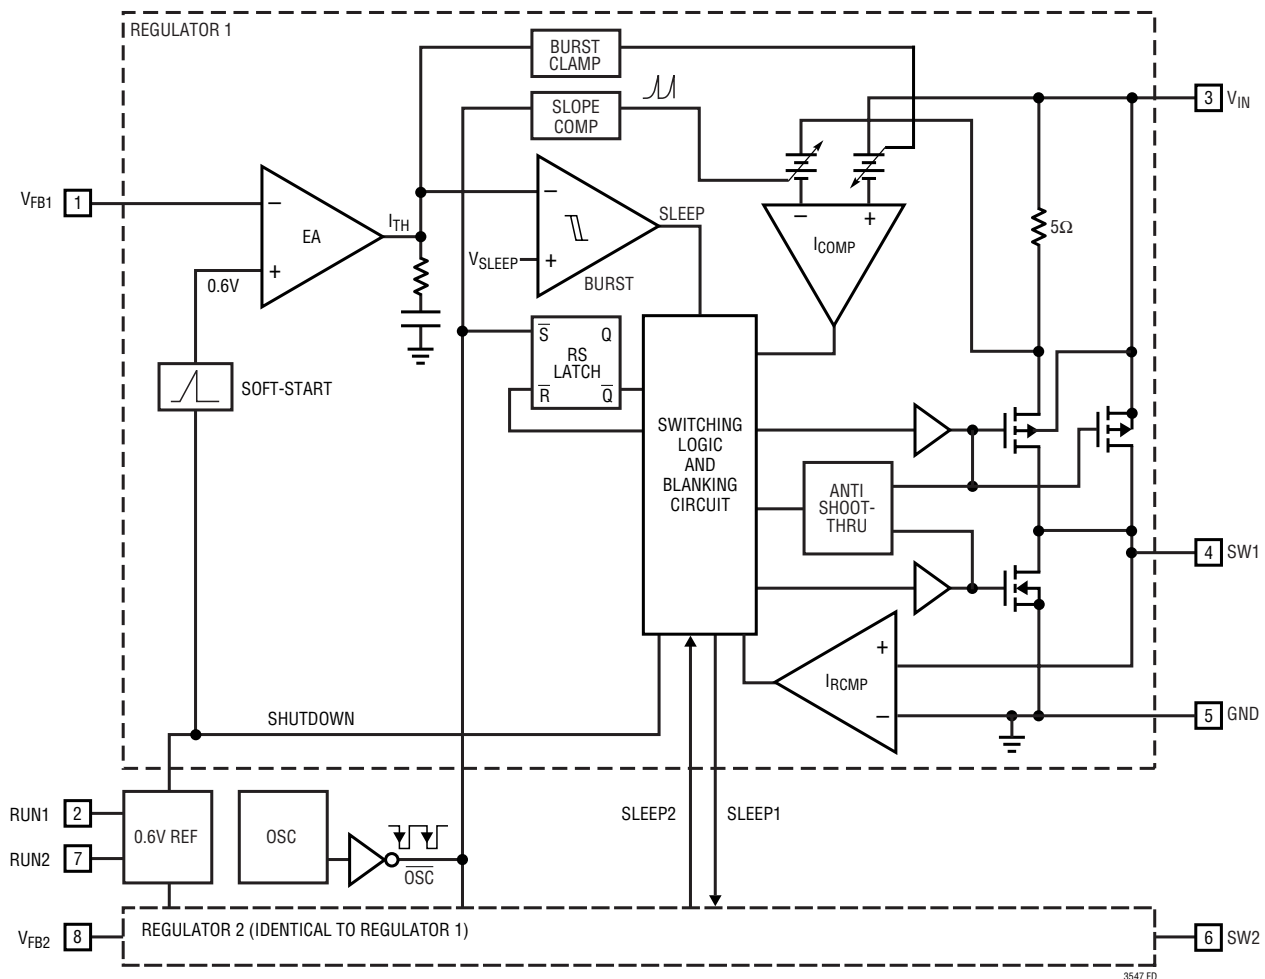 REGULATOR 1
BURST
CLAMP
SLOPE
COMP
3 VIN
VFB1 1
−
EA
+
0.6V
ITH
−
VSLEEP
+
BURST
SLEEP
−
+
ICOMP
5Ω
S̅ Q
RS
LATCH
R̅ Q̅
SOFT-START
SWITCHING
LOGIC
AND
BLANKING
CIRCUIT
ANTI
SHOOT-
THRU
4 SW1
+
IRCMP
−
5 GND
SHUTDOWN
RUN1 2
RUN2 7
0.6V REF
OSC
O̅S̅C̅
SLEEP2
SLEEP1
VFB2 8
REGULATOR 2 (IDENTICAL TO REGULATOR 1)
6 SW2
3547 FD